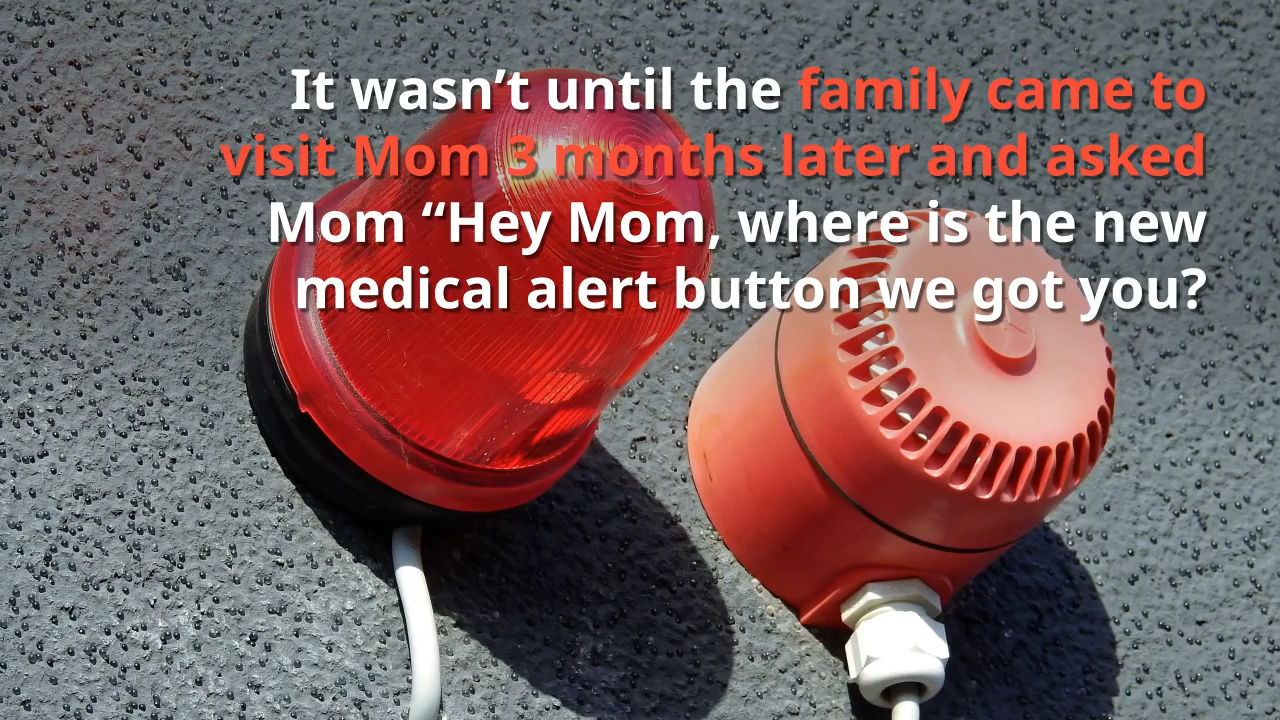 It wasn’t until the family came to
visit Mom 3 months later and asked
Mom “Hey Mom, where is the new
medical alert button we got you?